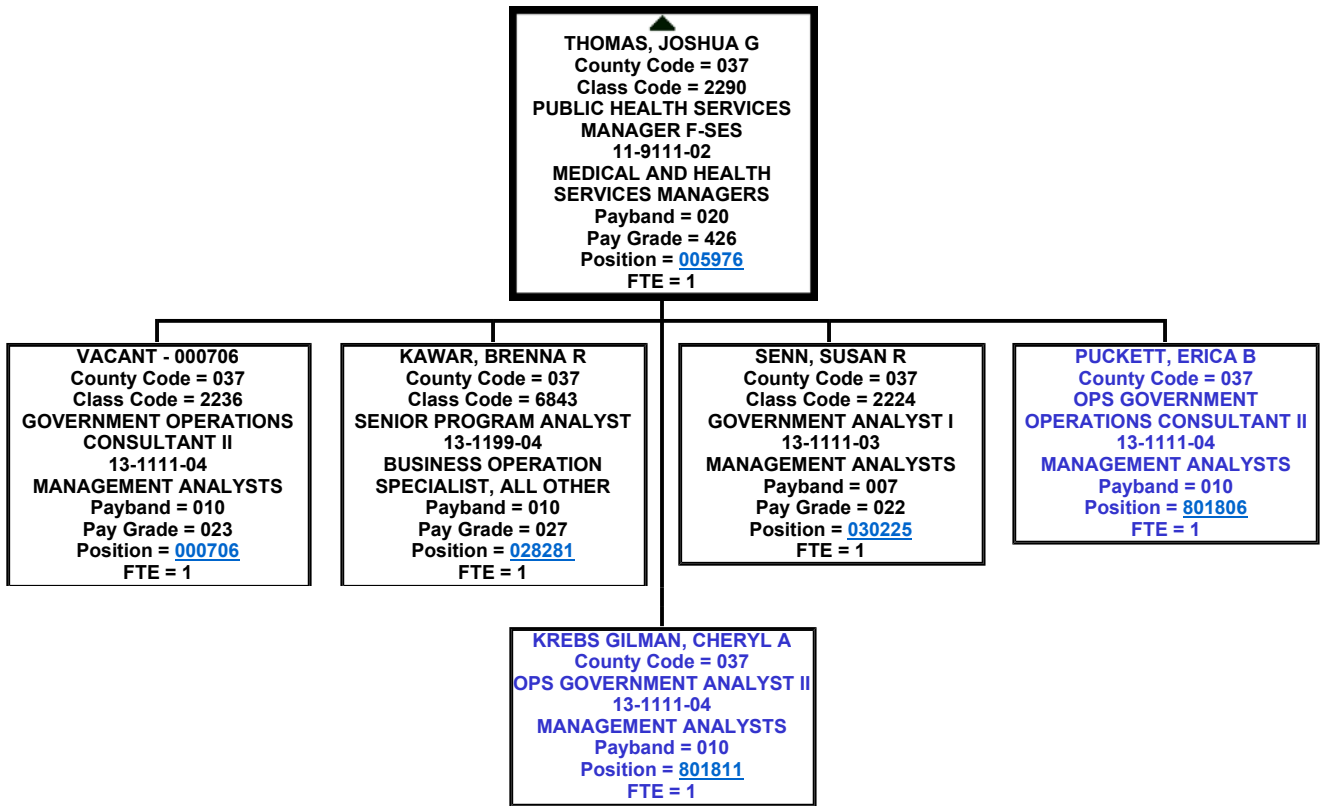 THOMAS, JOSHUA G
County Code = 037
Class Code = 2290
PUBLIC HEALTH SERVICES
MANAGER F-SES
11-9111-02
MEDICAL AND HEALTH
SERVICES MANAGERS
Payband = 020
Pay Grade = 426
Position = 005976
FTE = 1
VACANT - 000706
County Code = 037
Class Code = 2236
GOVERNMENT OPERATIONS
CONSULTANT II
13-1111-04
MANAGEMENT ANALYSTS
Payband = 010
Pay Grade = 023
Position = 000706
FTE = 1
KAWAR, BRENNA R
County Code = 037
Class Code = 6843
SENIOR PROGRAM ANALYST
13-1199-04
BUSINESS OPERATION
SPECIALIST, ALL OTHER
Payband = 010
Pay Grade = 027
Position = 028281
FTE = 1
SENN, SUSAN R
County Code = 037
Class Code = 2224
GOVERNMENT ANALYST I
13-1111-03
MANAGEMENT ANALYSTS
Payband = 007
Pay Grade = 022
Position = 030225
FTE = 1
PUCKETT, ERICA B
County Code = 037
OPS GOVERNMENT
OPERATIONS CONSULTANT II
13-1111-04
MANAGEMENT ANALYSTS
Payband = 010
Position = 801806
FTE = 1
KREBS GILMAN, CHERYL A
County Code = 037
OPS GOVERNMENT ANALYST II
13-1111-04
MANAGEMENT ANALYSTS
Payband = 010
Position = 801811
FTE = 1